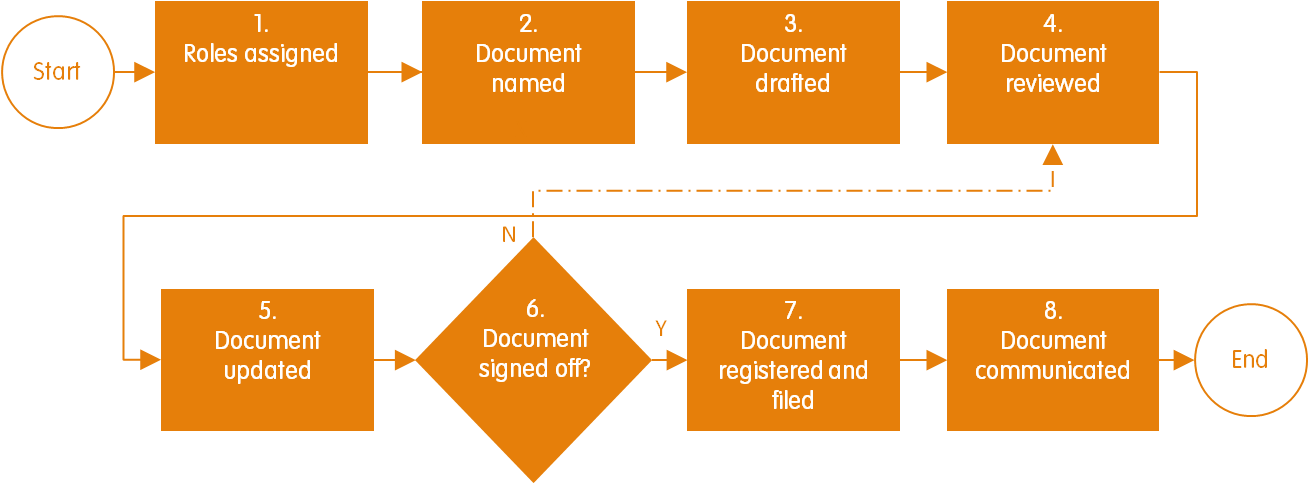 Start
1.
Roles assigned
2.
Document
named
3.
Document
drafted
4.
Document
reviewed
N
5.
Document
updated
6.
Document
signed off?
Y
7.
Document
registered and
filed
8.
Document
communicated
End